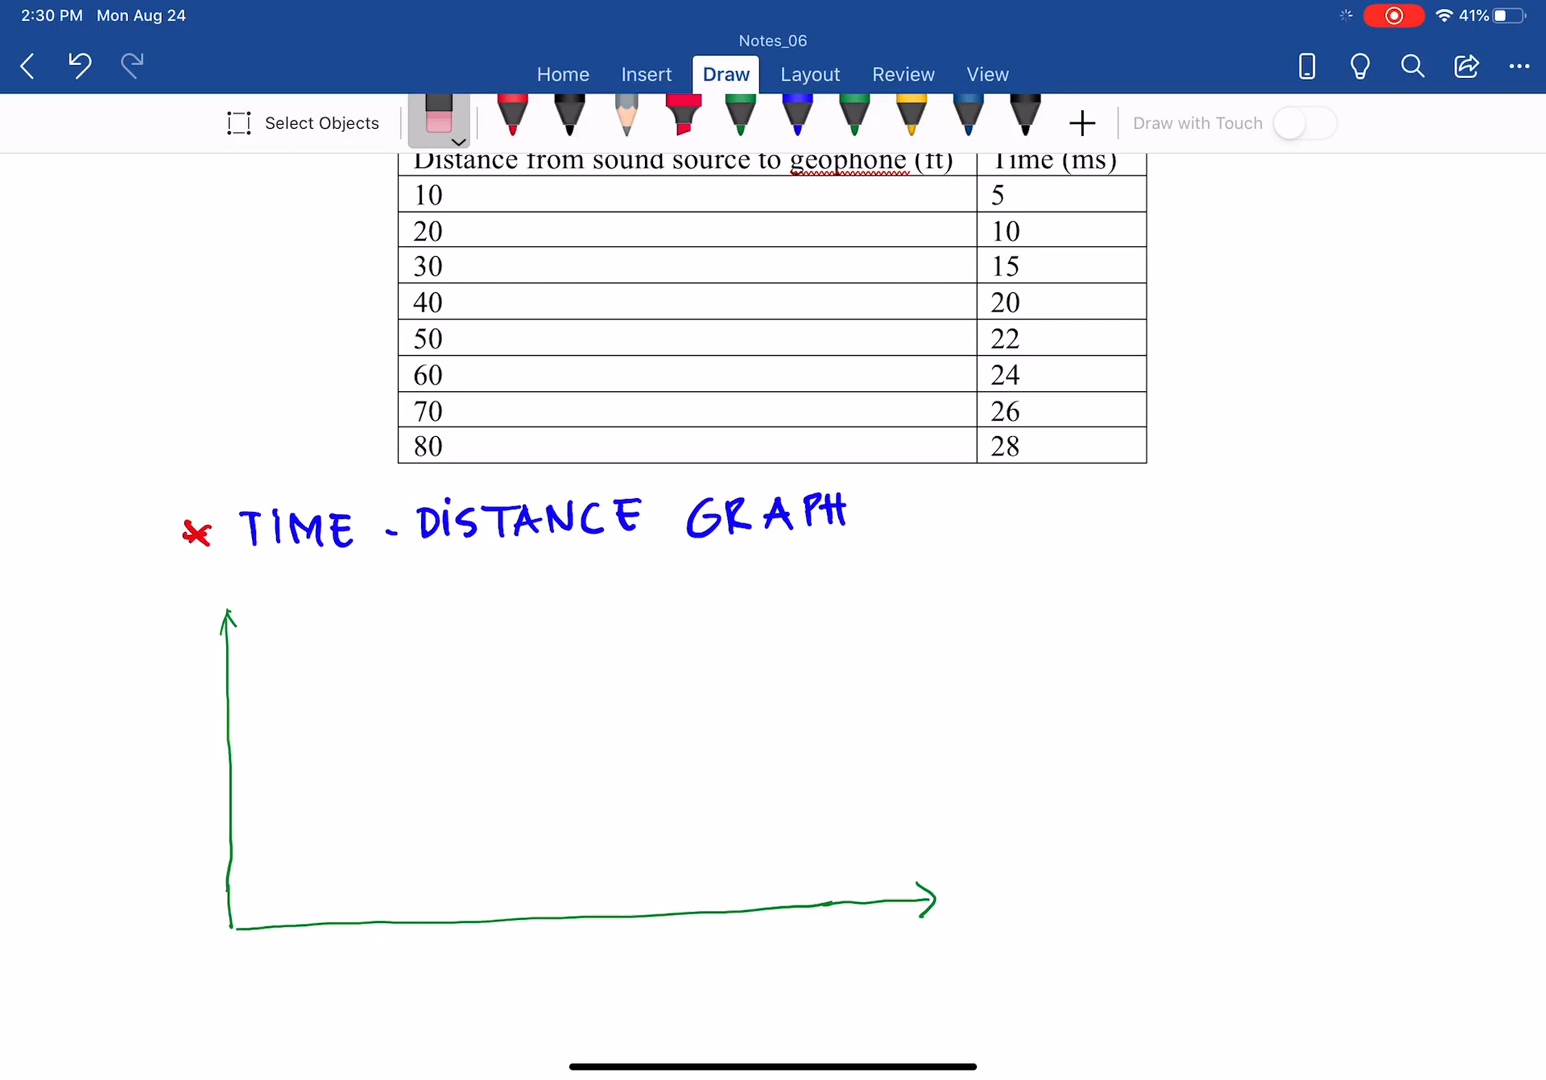 2:30 PM Mon Aug 24
41%
Notes_06
Home Insert Draw Layout Review View
Select Objects
Draw with Touch
Distance from sound source to geophone (ft) Time (ms)
10 5
20 10
30 15
40 20
50 22
60 24
70 26
80 28
* TIME - DISTANCE GRAPH